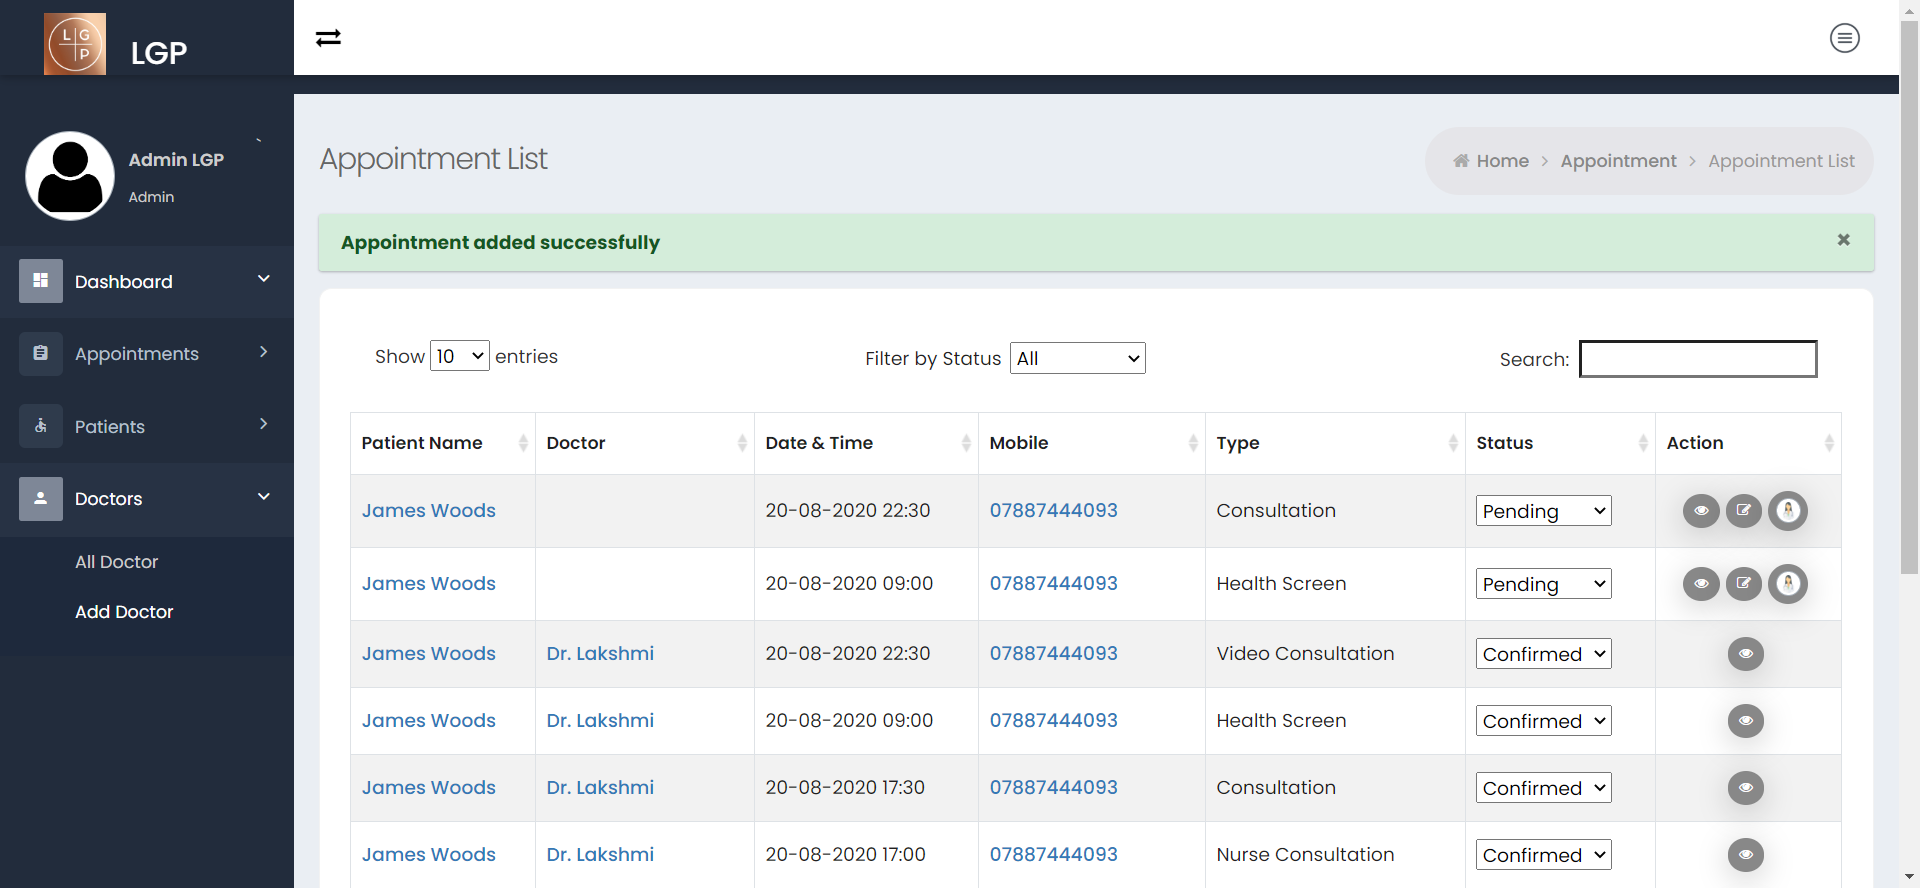 LGP
LGP
Admin LGP
Admin
Dashboard
Appointments
Patients
Doctors
All Doctor
Add Doctor
Appointment List
Home > Appointment > Appointment List
Appointment added successfully
Show 10 entries
Filter by Status All
Search:
Patient Name Doctor Date & Time Mobile Type Status Action
James Woods 20-08-2020 22:30 07887444093 Consultation Pending
James Woods 20-08-2020 09:00 07887444093 Health Screen Pending
James Woods Dr. Lakshmi 20-08-2020 22:30 07887444093 Video Consultation Confirmed
James Woods Dr. Lakshmi 20-08-2020 09:00 07887444093 Health Screen Confirmed
James Woods Dr. Lakshmi 20-08-2020 17:30 07887444093 Consultation Confirmed
James Woods Dr. Lakshmi 20-08-2020 17:00 07887444093 Nurse Consultation Confirmed